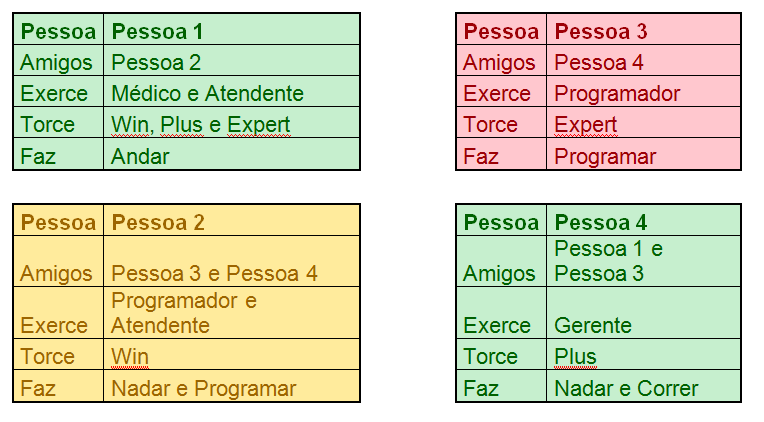 Pessoa Pessoa 1
Amigos Pessoa 2
Exerce Médico e Atendente
Torce Win, Plus e Expert
Faz Andar
Pessoa Pessoa 3
Amigos Pessoa 4
Exerce Programador
Torce Expert
Faz Programar
Pessoa Pessoa 2
Amigos Pessoa 3 e Pessoa 4
Programador e
Exerce Atendente
Torce Win
Faz Nadar e Programar
Pessoa Pessoa 4
Pessoa 1 e
Amigos Pessoa 3
Exerce Gerente
Torce Plus
Faz Nadar e Correr